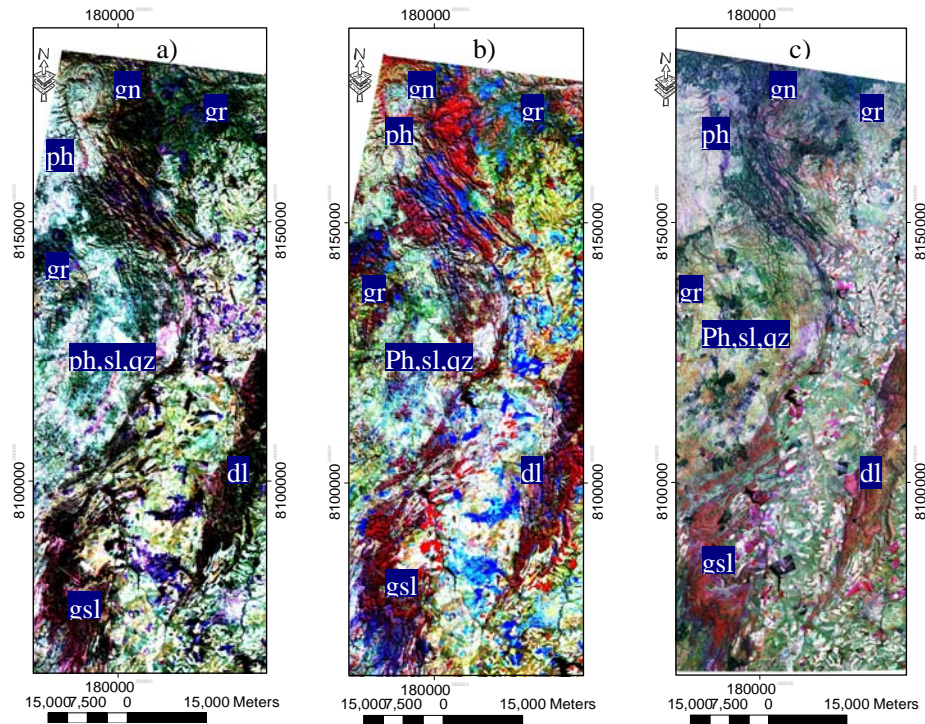 180000 180000 180000
a) b) c)
N N N
gn gn gn
gr gr gr
ph ph ph
8150000 8150000 8150000 8150000
gr gr gr
ph,sl,qz Ph,sl,qz Ph,sl,qz
dl dl dl
8100000 8100000 8100000 8100000
gsl gsl gsl
180000 180000 180000
15,000 7,500 0 15,000 Meters 15,000 7,500 0 15,000 Meters 15,000 7,500 0 15,000 Meters